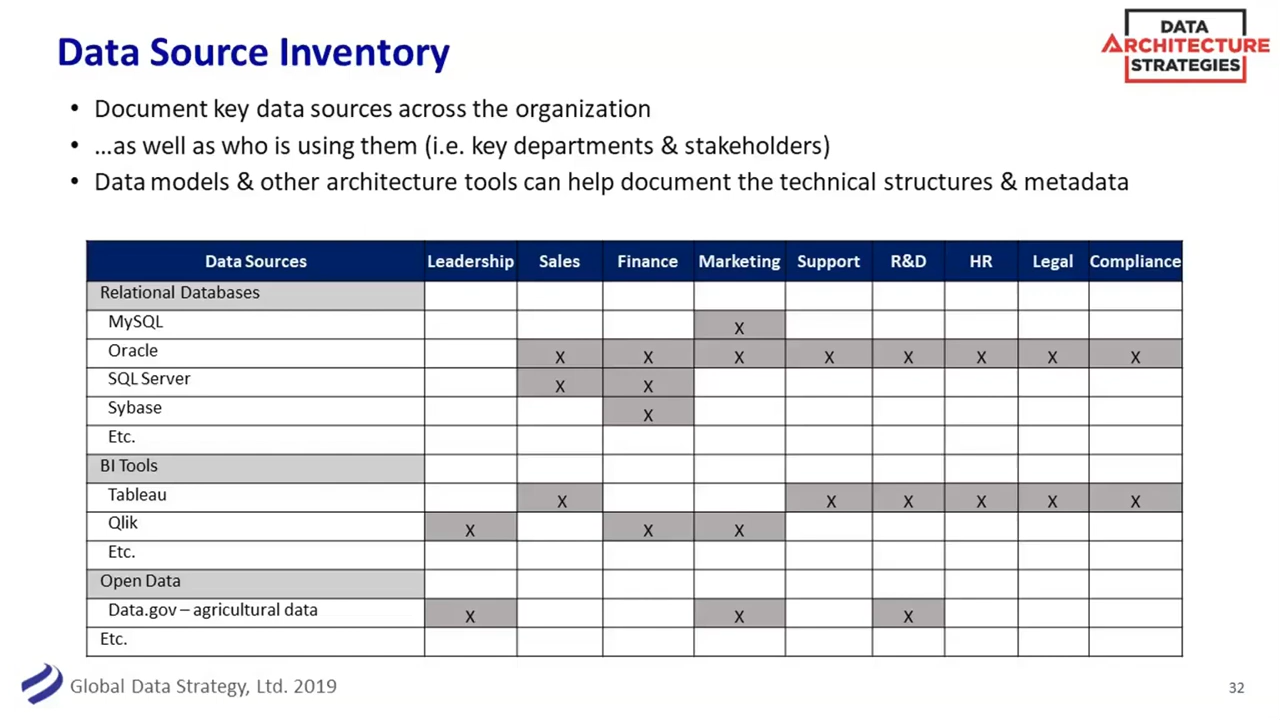 Data Source Inventory
DATA
ARCHITECTURE
STRATEGIES
• Document key data sources across the organization
• …as well as who is using them (i.e. key departments & stakeholders)
• Data models & other architecture tools can help document the technical structures & metadata
Data Sources Leadership Sales Finance Marketing Support R&D HR Legal Compliance
Relational Databases
MySQL X
Oracle X X X X X X X X
SQL Server X X
Sybase X
Etc.
BI Tools
Tableau X X X X X X
Qlik X X X
Etc.
Open Data
Data.gov – agricultural data X X X
Etc.
Global Data Strategy, Ltd. 2019
32